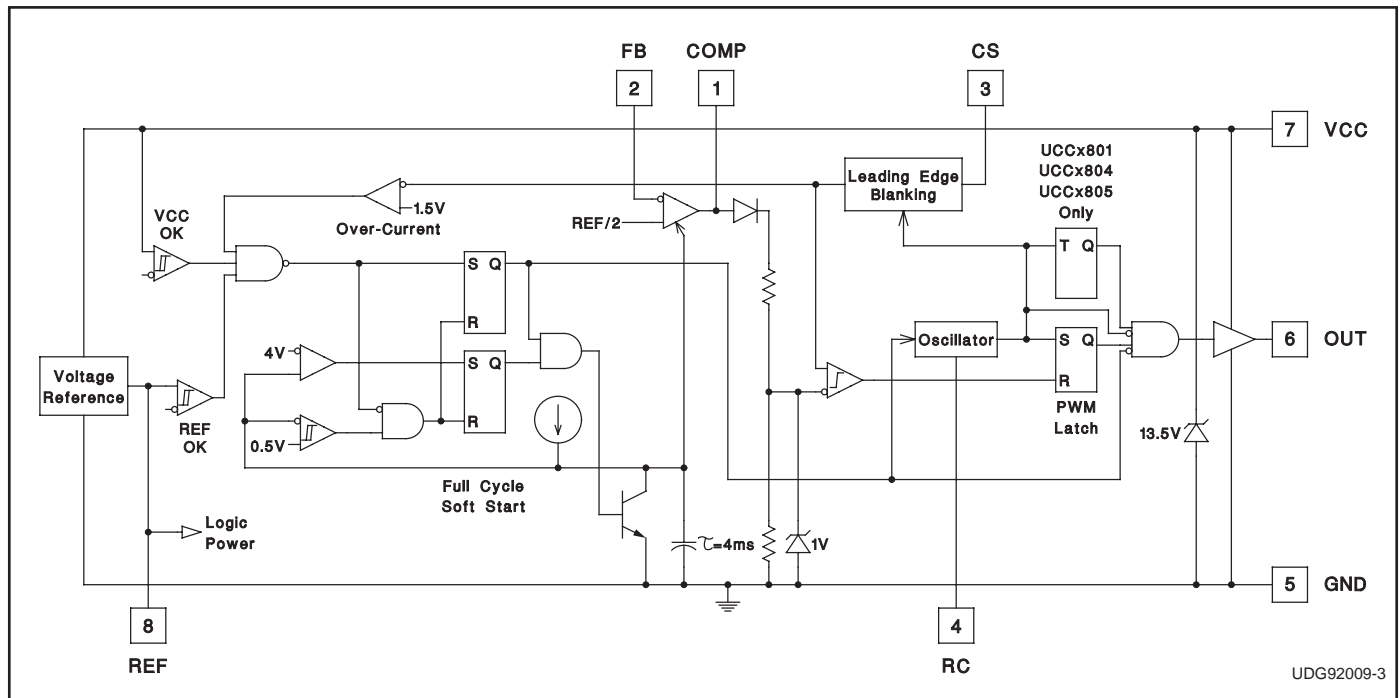 FB
COMP
CS
2
1
3
7
VCC
UCCx801
UCCx804
UCCx805
Only
Leading Edge
Blanking
T Q
1.5V
Over-Current
VCC
OK
REF/2
S Q
R
4V
S Q
R
0.5V
Voltage
Reference
REF
OK
Oscillator
S Q
R
PWM
Latch
6
OUT
13.5V
Full Cycle
Soft Start
Logic
Power
τ=4ms
1V
5
GND
8
REF
4
RC
UDG92009-3